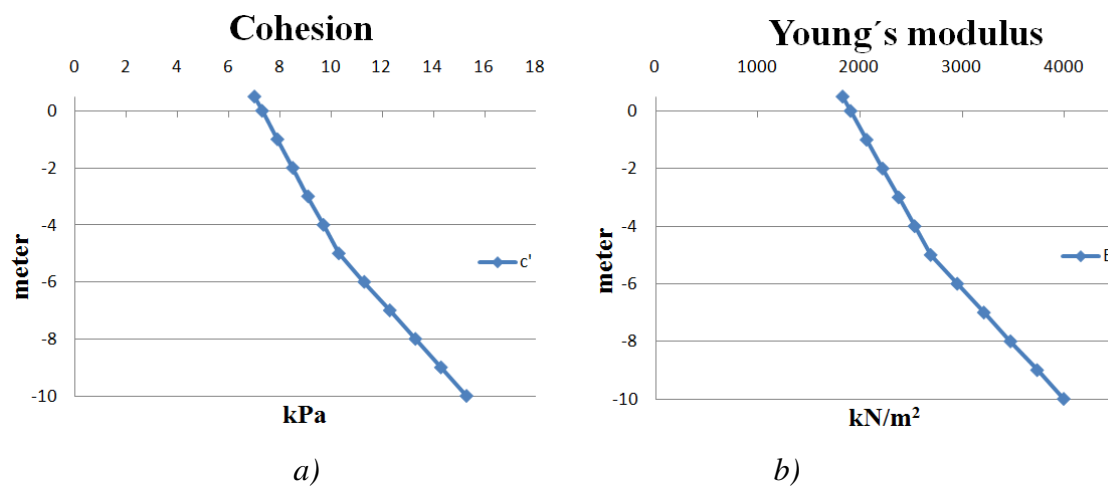 Cohesion
0 2 4 6 8 10 12 14 16 18
0
-2
-4
-6
-8
-10
meter
c'
kPa
a)
Young´s modulus
0 1000 2000 3000 4000
0
-2
-4
-6
-8
-10
meter
E
kN/m²
b)